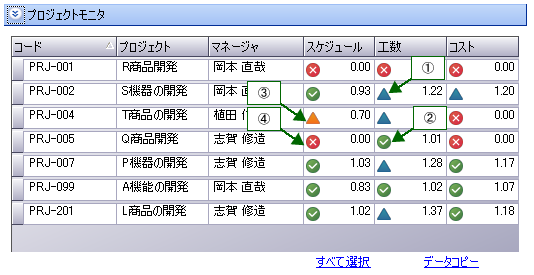 プロジェクトモニタ
コード プロジェクト マネージャ スケジュール 工数 コスト
PRJ-001 R商品開発 岡本 直哉 0.00 ① 0.00
PRJ-002 S機器の開発 岡本 0.93 1.22 1.20
③
PRJ-004 T商品の開発 植田 0.70 ② 0.00
④
PRJ-005 Q商品開発 志賀 修造 0.00 1.01 0.00
PRJ-007 P機器の開発 志賀 修造 1.03 1.28 1.17
PRJ-099 A機能の開発 岡本 直哉 0.83 1.02 1.07
PRJ-201 L商品の開発 志賀 修造 1.02 1.37 1.18
すべて選択 データコピー